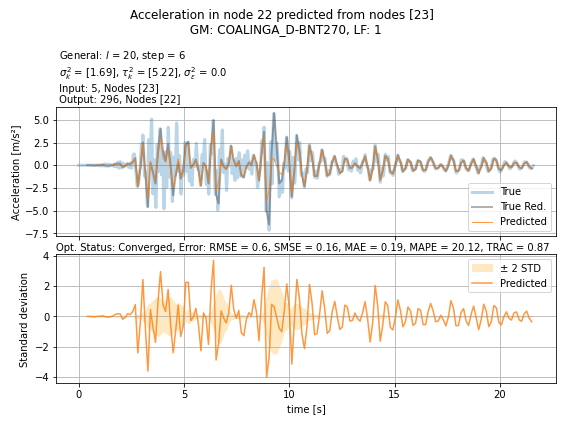 Acceleration in node 22 predicted from nodes [23]
GM: COALINGA_D-BNT270, LF: 1
General: l = 20, step = 6
σ²ₖ = [1.69], τ²ₖ = [5.22], σ²ε = 0.0
Input: 5, Nodes [23]
Output: 296, Nodes [22]
Acceleration [m/s²]
5.0
2.5
0.0
−2.5
−5.0
−7.5
True
True Red.
Predicted
Opt. Status: Converged, Error: RMSE = 0.6, SMSE = 0.16, MAE = 0.19, MAPE = 20.12, TRAC = 0.87
Standard deviation
4
2
0
−2
−4
± 2 STD
Predicted
0 5 10 15 20
time [s]